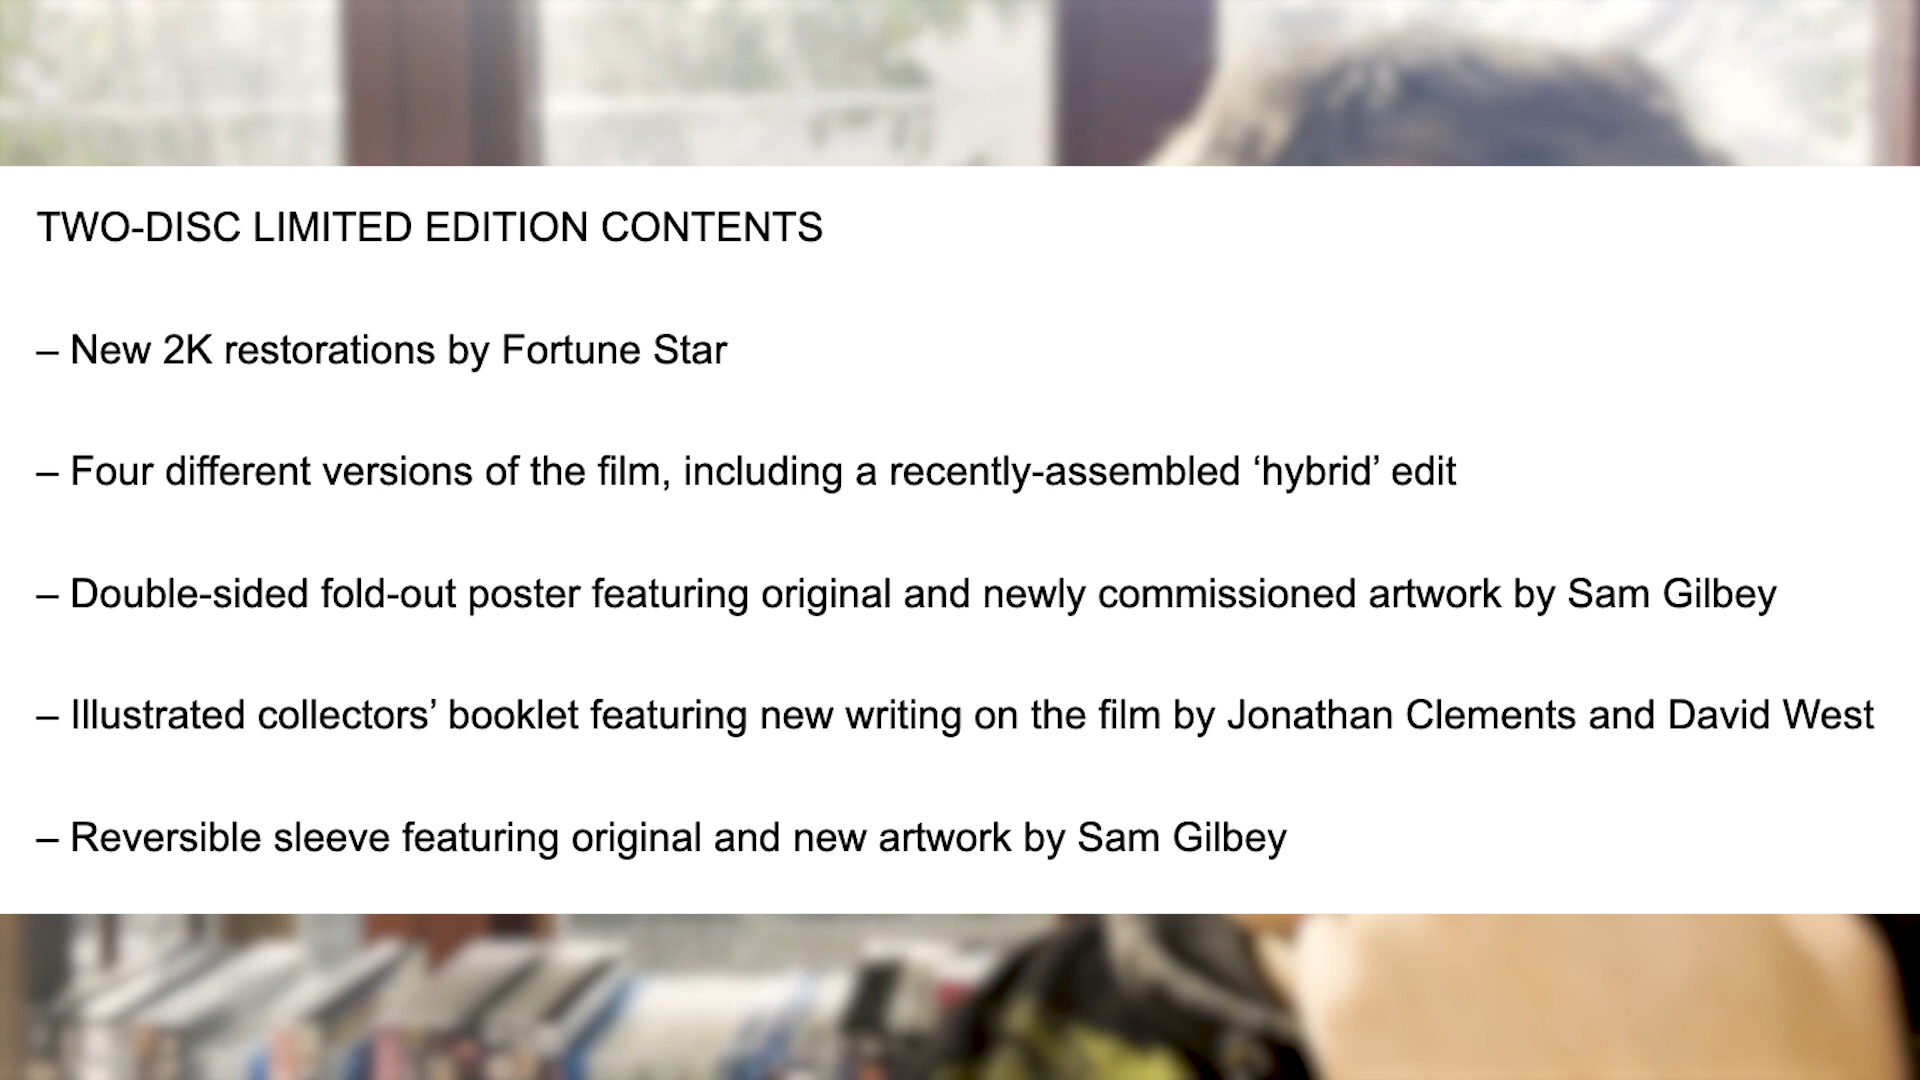 TWO-DISC LIMITED EDITION CONTENTS
– New 2K restorations by Fortune Star
– Four different versions of the film, including a recently-assembled ‘hybrid’ edit
– Double-sided fold-out poster featuring original and newly commissioned artwork by Sam Gilbey
– Illustrated collectors’ booklet featuring new writing on the film by Jonathan Clements and David West
– Reversible sleeve featuring original and new artwork by Sam Gilbey